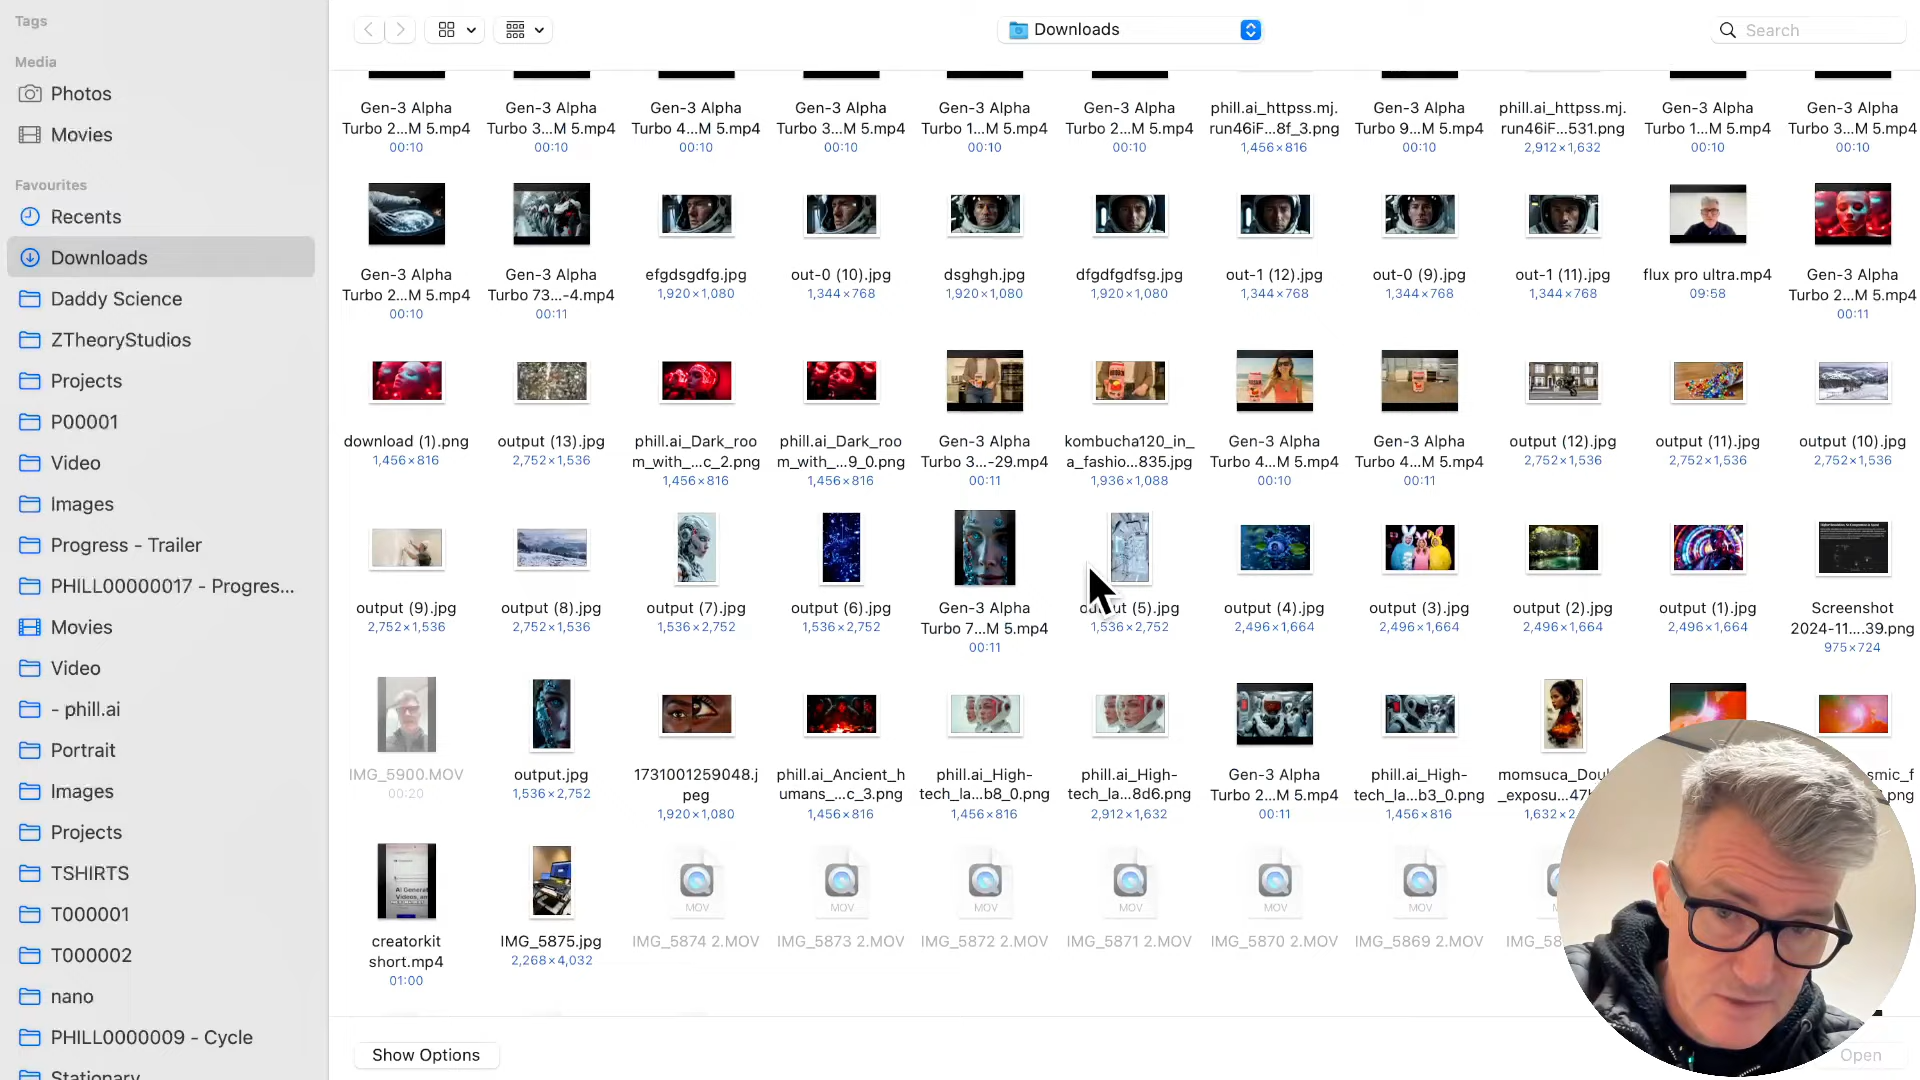 Tags
Media
Photos
Movies
Favourites
Recents
Downloads
Daddy Science
ZTheoryStudios
Projects
P00001
Video
Images
Progress - Trailer
PHILL00000017 - Progres...
Movies
Video
- phill.ai
Portrait
Images
Projects
TSHIRTS
T000001
T000002
nano
PHILL0000009 - Cycle
Stationary
Downloads
Search
Gen-3 Alpha
Turbo 2...M 5.mp4
00:10
Gen-3 Alpha
Turbo 3...M 5.mp4
00:10
Gen-3 Alpha
Turbo 4...M 5.mp4
00:10
Gen-3 Alpha
Turbo 3...M 5.mp4
00:10
Gen-3 Alpha
Turbo 1...M 5.mp4
00:10
Gen-3 Alpha
Turbo 2...M 5.mp4
00:10
phill.ai_httpss.mj.
run46iF...8f_3.png
1,456×816
Gen-3 Alpha
Turbo 9...M 5.mp4
00:10
phill.ai_httpss.mj.
run46iF...531.png
2,912×1,632
Gen-3 Alpha
Turbo 1...M 5.mp4
00:10
Gen-3 Alpha
Turbo 3...M 5.mp4
00:10
Gen-3 Alpha
Turbo 2...M 5.mp4
00:10
Gen-3 Alpha
Turbo 73...-4.mp4
00:11
efgdsgdfg.jpg
1,920×1,080
out-0 (10).jpg
1,344×768
dsghgh.jpg
1,920×1,080
dfgdfgdfsg.jpg
1,920×1,080
out-1 (12).jpg
1,344×768
out-0 (9).jpg
1,344×768
out-1 (11).jpg
1,344×768
flux pro ultra.mp4
09:58
Gen-3 Alpha
Turbo 2...M 5.mp4
00:11
download (1).png
1,456×816
output (13).jpg
2,752×1,536
phill.ai_Dark_roo
m_with_...c_2.png
1,456×816
phill.ai_Dark_roo
m_with_...9_0.png
1,456×816
Gen-3 Alpha
Turbo 3...-29.mp4
00:11
kombucha120_in_
a_fashio...835.jpg
1,936×1,088
Gen-3 Alpha
Turbo 4...M 5.mp4
00:10
Gen-3 Alpha
Turbo 4...M 5.mp4
00:11
output (12).jpg
2,752×1,536
output (11).jpg
2,752×1,536
output (10).jpg
2,752×1,536
output (9).jpg
2,752×1,536
output (8).jpg
2,752×1,536
output (7).jpg
1,536×2,752
output (6).jpg
1,536×2,752
Gen-3 Alpha
Turbo 7...M 5.mp4
00:11
(5).jpg
1,536×2,752
output (4).jpg
2,496×1,664
output (3).jpg
2,496×1,664
output (2).jpg
2,496×1,664
output (1).jpg
2,496×1,664
Screenshot
2024-11....39.png
975×724
IMG_5900.MOV
00:20
output.jpg
1,536×2,752
1731001259048.j
peg
1,920×1,080
phill.ai_Ancient_h
umans_...c_3.png
1,456×816
phill.ai_High-
tech_la...b8_0.png
1,456×816
phill.ai_High-
tech_la...8d6.png
2,912×1,632
Gen-3 Alpha
Turbo 2...M 5.mp4
00:11
phill.ai_High-
tech_la...b3_0.png
1,456×816
momsuca_Dou
_exposu...47
1,632×2
smic_f
png
creatorkit
short.mp4
01:00
IMG_5875.jpg
2,268×4,032
MOV
IMG_5874 2.MOV
MOV
IMG_5873 2.MOV
MOV
IMG_5872 2.MOV
MOV
IMG_5871 2.MOV
MOV
IMG_5870 2.MOV
MOV
IMG_5869 2.MOV
IMG_58
Show Options
Open